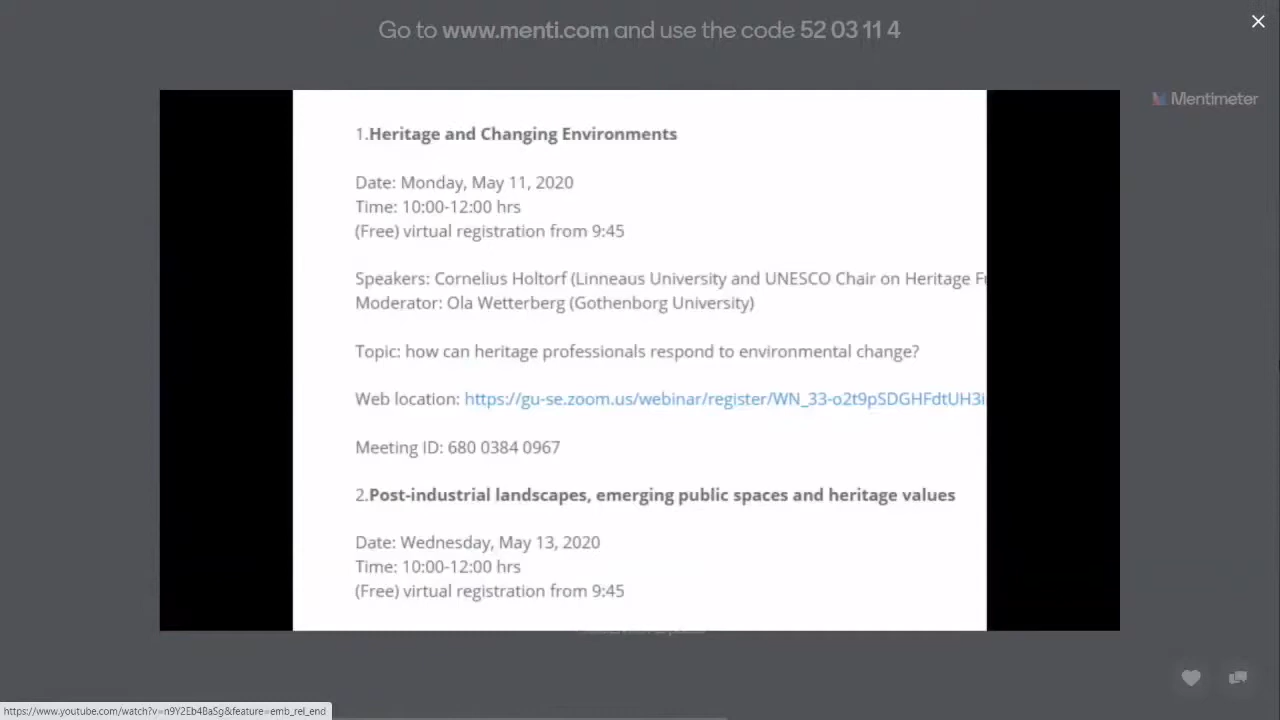 Go to www.menti.com and use the code 52 03 11 4
Mentimeter
1.Heritage and Changing Environments
Date: Monday, May 11, 2020
Time: 10:00-12:00 hrs
(Free) virtual registration from 9:45
Speakers: Cornelius Holtorf (Linneaus University and UNESCO Chair on Heritage F
Moderator: Ola Wetterberg (Gothenborg University)
Topic: how can heritage professionals respond to environmental change?
Web location: https://gu-se.zoom.us/webinar/register/WN_33-o2t9pSDGHFdtUH3i
Meeting ID: 680 0384 0967
2.Post-industrial landscapes, emerging public spaces and heritage values
Date: Wednesday, May 13, 2020
Time: 10:00-12:00 hrs
(Free) virtual registration from 9:45
https://www.youtube.com/watch?v=n9Y2Eb4BaSg&feature=emb_rel_end